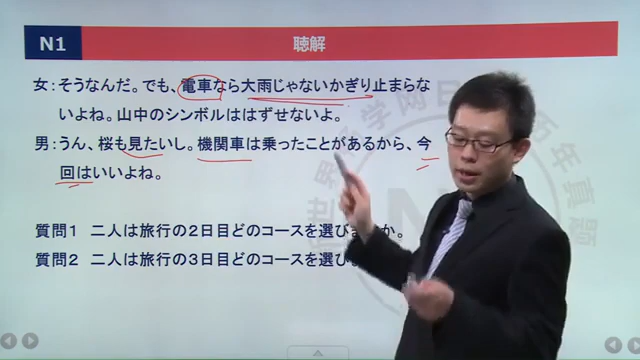 N1
聴解
女：そうなんだ。でも、電車なら大雨じゃないかぎり止まらな
いよね。山中のシンボルははずせないよ。
男：うん、桜も見たいし。機関車は乗ったことがあるから、今
回はいいよね。
質問１ 二人は旅行の２日目どのコースを選びますか。
質問２ 二人は旅行の３日目どのコースを選び